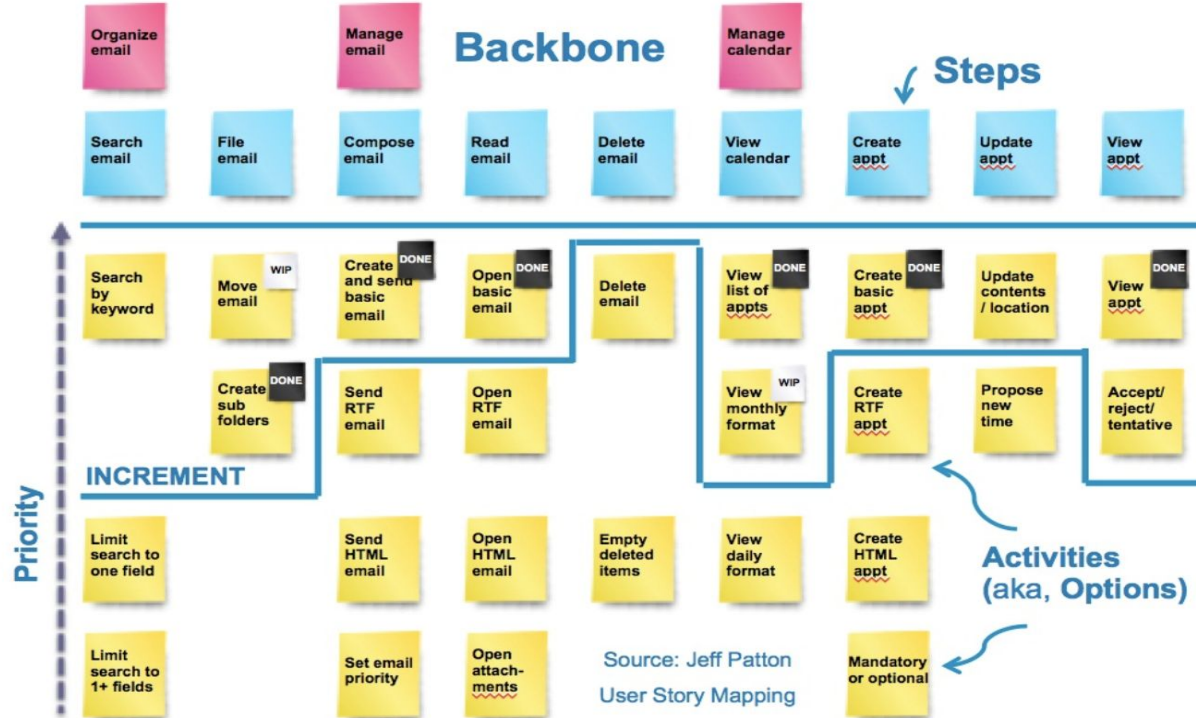 Organize
email
Manage
email
Backbone
Manage
calendar
Steps
Search
email
File
email
Compose
email
Read
email
Delete
email
View
calendar
Create
appt
Update
appt
View
appt
Search
by
keyword
Move
email
WIP
Create
and send
basic
email
DONE
Open
basic
email
DONE
Delete
email
View
list of
appts
DONE
Create
basic
appt
DONE
Update
contents
/ location
View
appt
DONE
Create
sub
folders
DONE
Send
RTF
email
Open
RTF
email
View
monthly
format
WIP
Create
RTF
appt
Propose
new
time
Accept/
reject/
tentative
INCREMENT
Priority
Limit
search to
one field
Send
HTML
email
Open
HTML
email
Empty
deleted
items
View
daily
format
Create
HTML
appt
Activities
(aka, Options)
Limit
search to
1+ fields
Set email
priority
Open
attach-
ments
Source: Jeff Patton
User Story Mapping
Mandatory
or optional